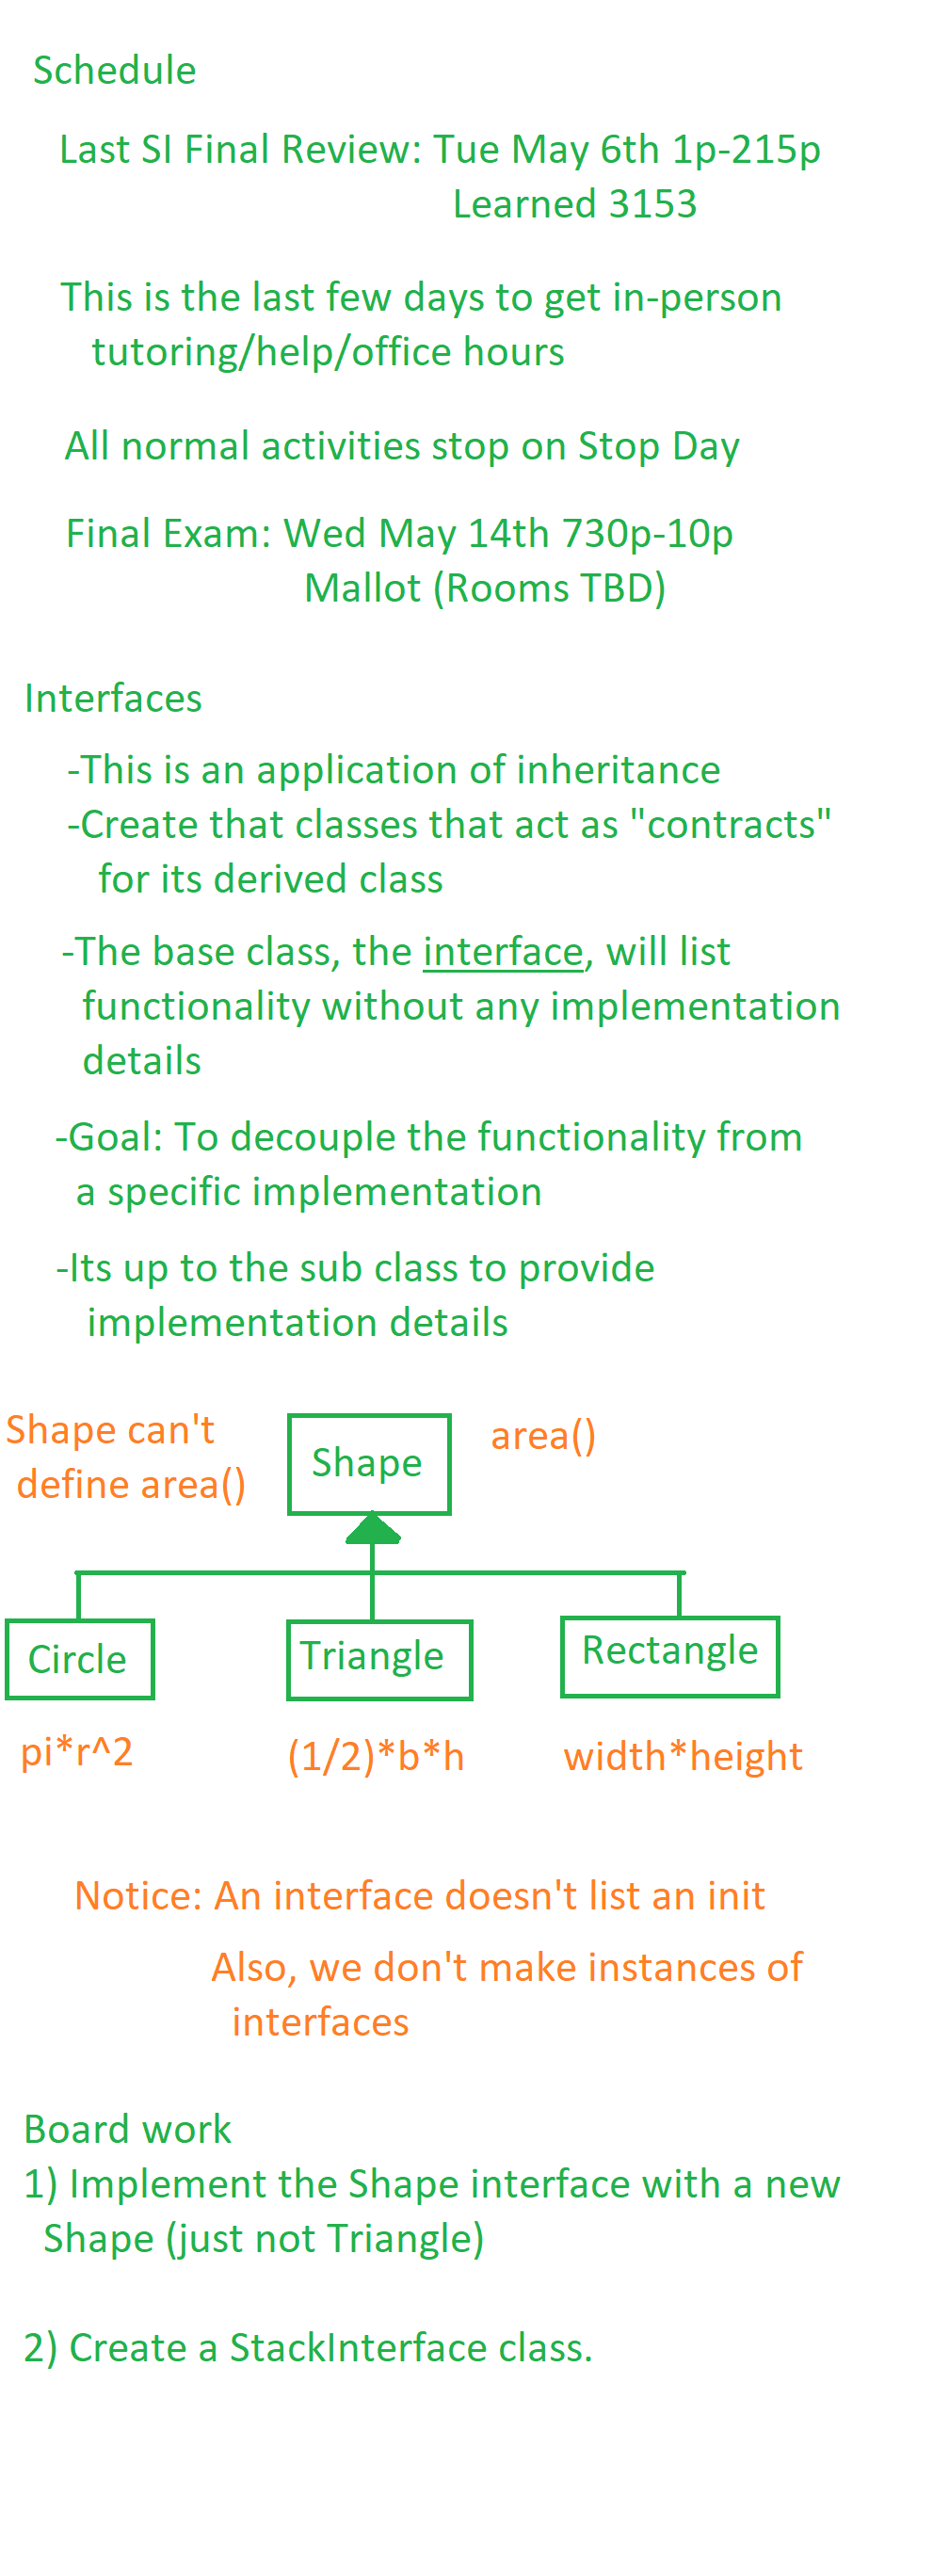 Schedule
Last SI Final Review: Tue May 6th 1p-215p
Learned 3153
This is the last few days to get in-person
tutoring/help/office hours
All normal activities stop on Stop Day
Final Exam: Wed May 14th 730p-10p
Mallot (Rooms TBD)
Interfaces
-This is an application of inheritance
-Create that classes that act as "contracts"
for its derived class
-The base class, the interface, will list
functionality without any implementation
details
-Goal: To decouple the functionality from
a specific implementation
-Its up to the sub class to provide
implementation details
Shape can't
define area()
Shape
area()
Circle
Triangle
Rectangle
pi*r^2
(1/2)*b*h
width*height
Notice: An interface doesn't list an init
Also, we don't make instances of
interfaces
Board work
1) Implement the Shape interface with a new
Shape (just not Triangle)
2) Create a StackInterface class.